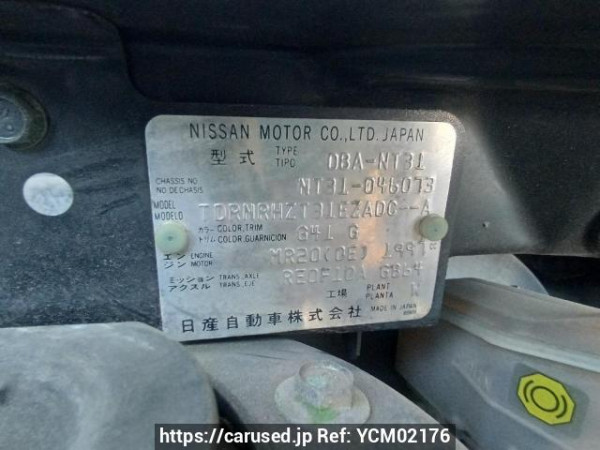 NISSAN MOTOR CO.,LTD.JAPAN
型式 TYPE TIPO DBA-NT31
CHASSIS NO NO DE CHASIS NT31-046073
MODEL MODELO
カラー トリム COLOR,TRIM COLOR,GUARNICION G41 G
エンジン ENGINE MOTOR MR20(DE) 1997
ミッション アクスル TRANS.,AXLE TRANS.,EJE RE0F10A GB54
工場 PLANT PLANTA
日産自動車株式会社 MADE IN JAPAN
https://carused.jp Ref: YCM02176